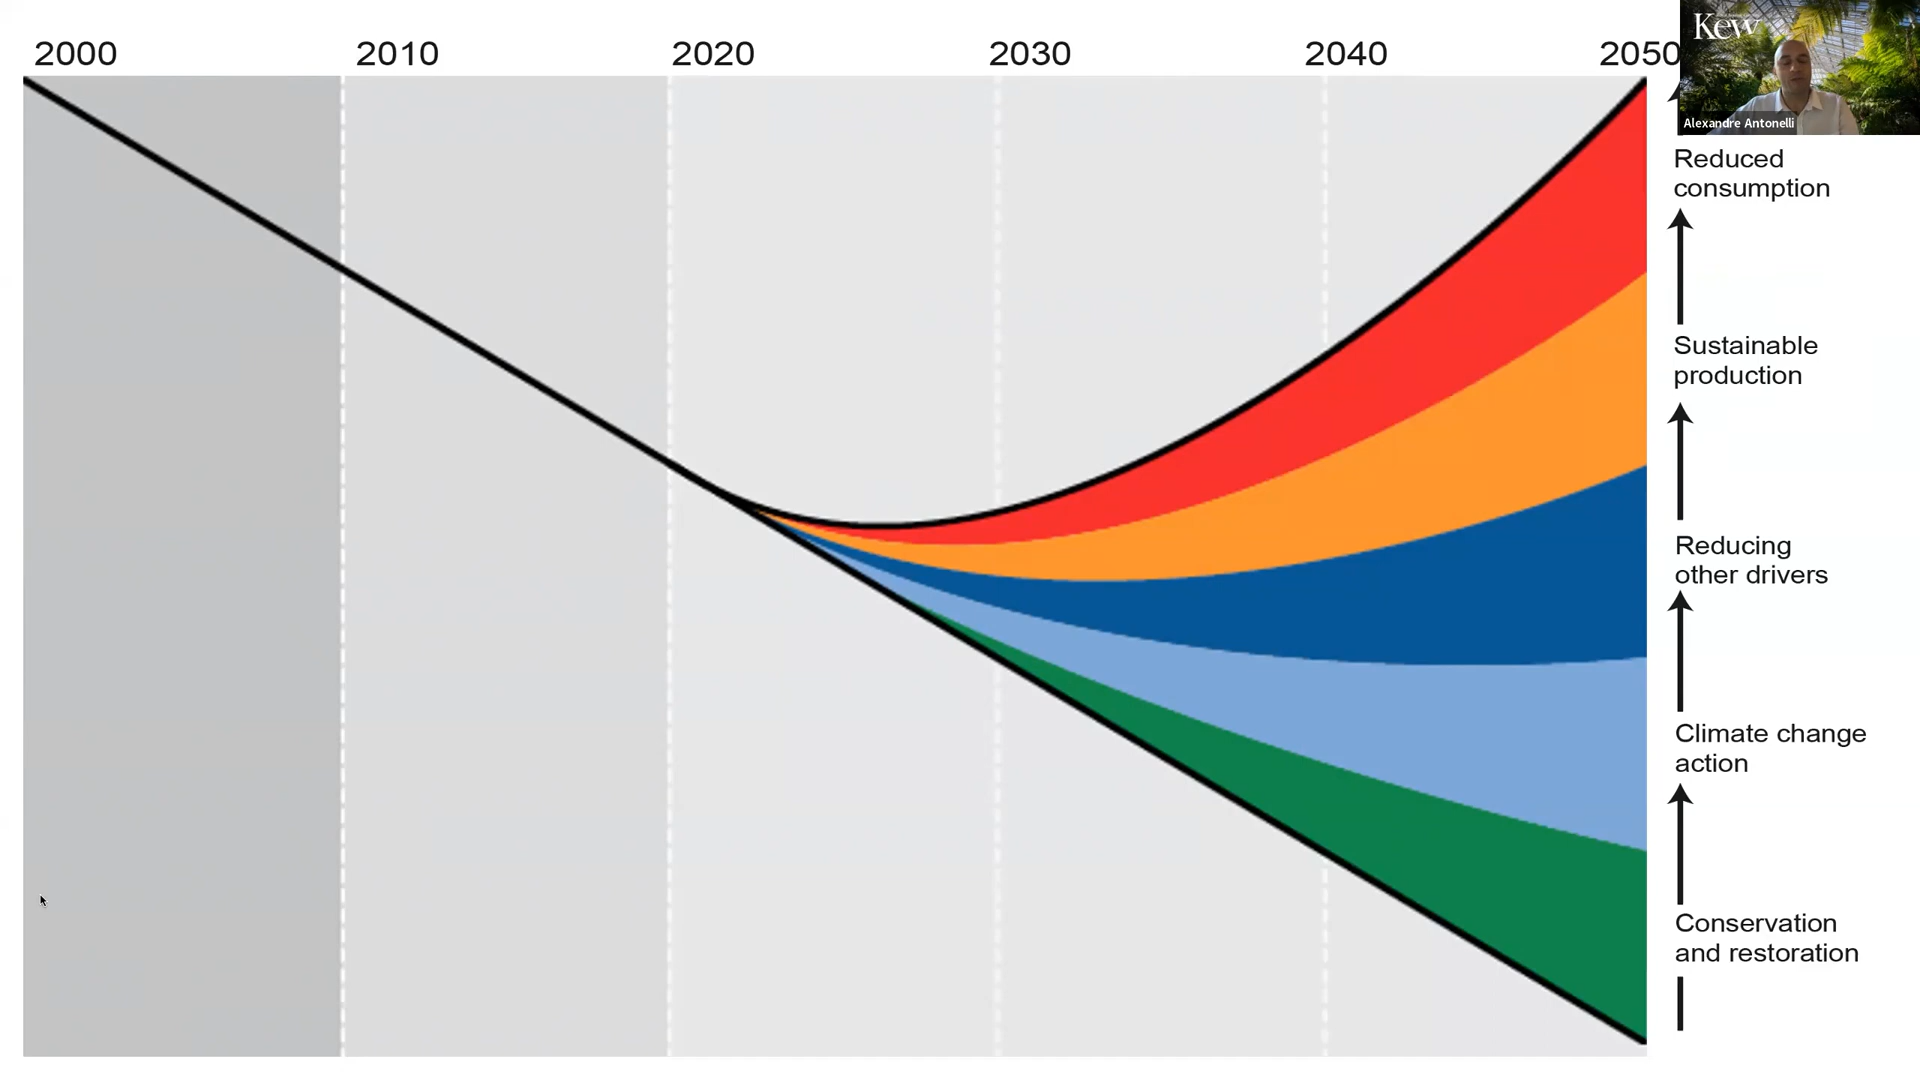 2000 2010 2020 2030 2040 2050
Kew
Alexandre Antonelli
Reduced
consumption
Sustainable
production
Reducing
other drivers
Climate change
action
Conservation
and restoration